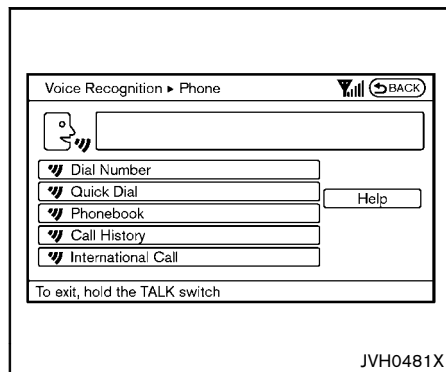 Voice Recognition ▸ Phone BACK
Dial Number
Quick Dial
Help
Phonebook
Call History
International Call
To exit, hold the TALK switch
JVH0481X